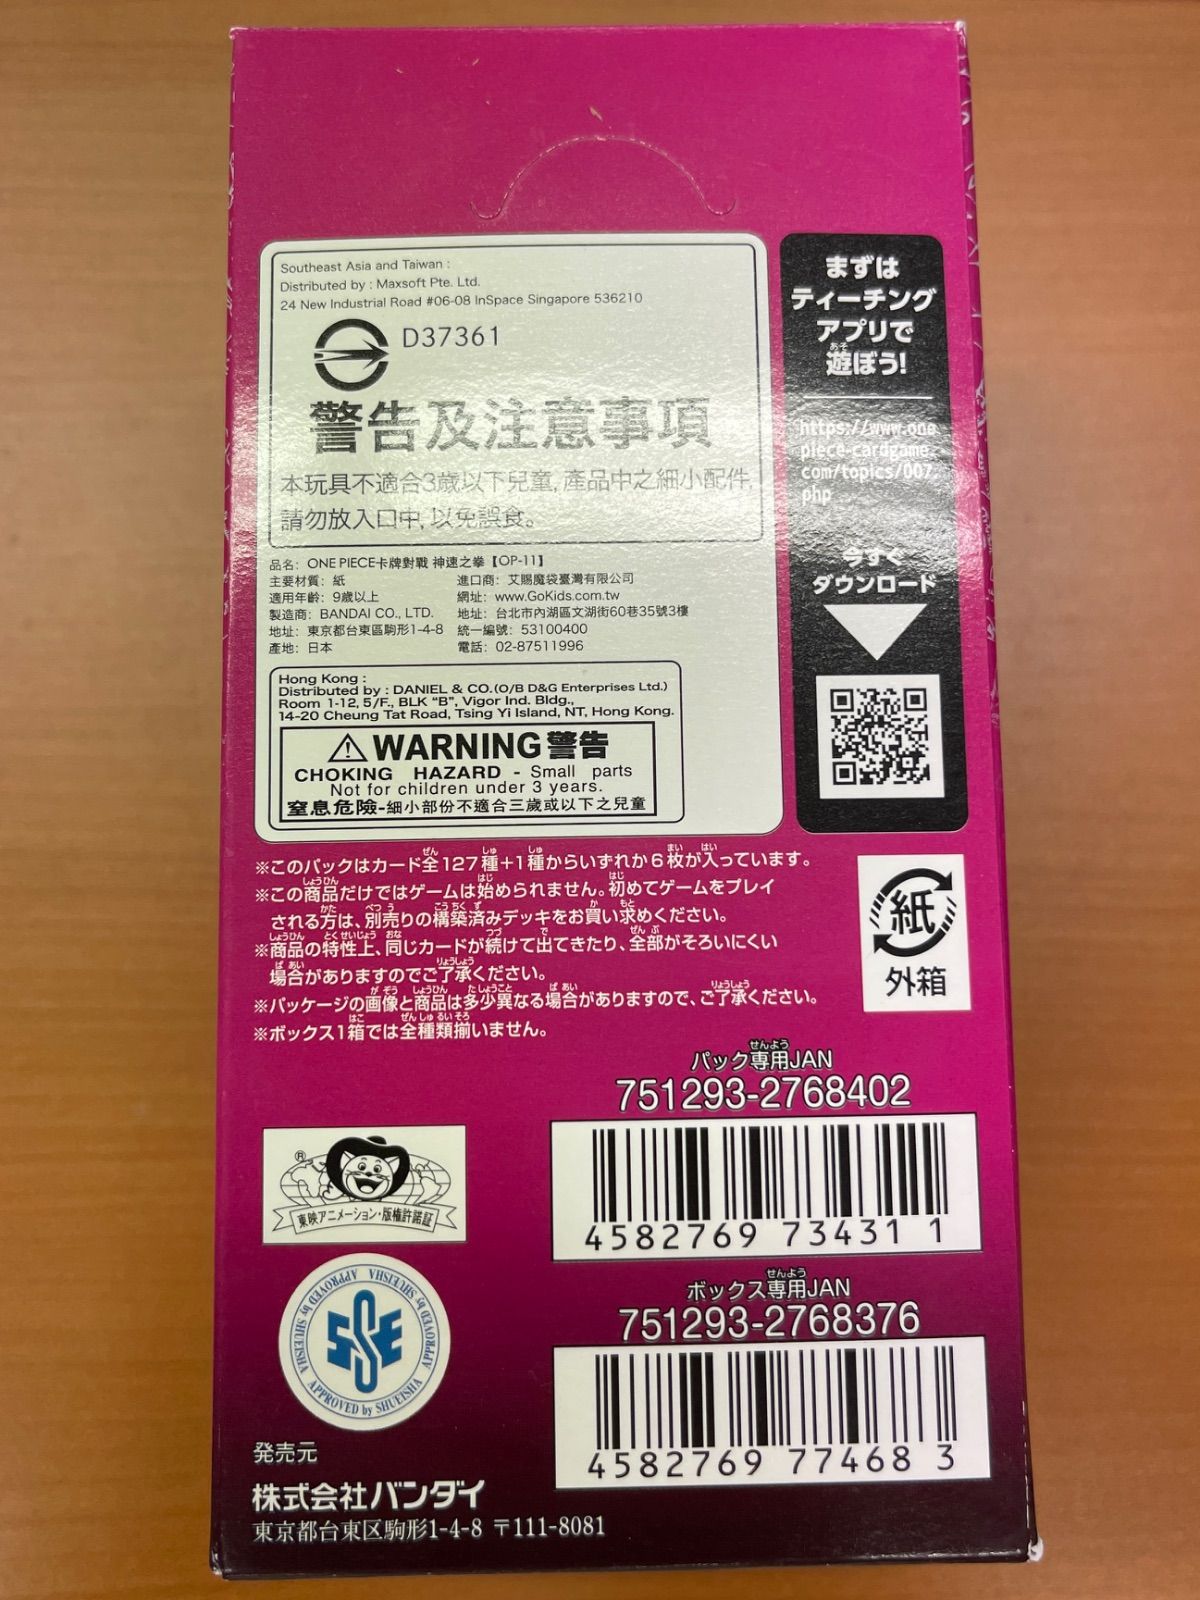 Southeast Asia and Taiwan :
Distributed by : Maxsoft Pte. Ltd.
24 New Industrial Road #06-08 InSpace Singapore 536210
D37361
警告及注意事項
本玩具不適合3歳以下兒童, 產品中之細小配件,
請勿放入口中, 以免誤食。
品名: ONE PIECE卡牌對戰 神速之拳【OP-11】
主要材質: 紙
適用年齡: 9歲以上
製造商: BANDAI CO., LTD.
地址: 東京都台東區駒形1-4-8
產地: 日本
進口商: 艾賜魔袋臺灣有限公司
網址: www.GoKids.com.tw
地址: 台北市內湖區文湖街60巷35號3樓
統一編號: 53100400
電話: 02-87511996
Hong Kong :
Distributed by : DANIEL & CO.(O/B D&G Enterprises Ltd.)
Room 1-12, 5/F., BLK "B", Vigor Ind. Bldg.,
14-20 Cheung Tat Road, Tsing Yi Island, NT, Hong Kong.
⚠WARNING警告
CHOKING HAZARD - Small parts
Not for children under 3 years.
窒息危險-細小部份不適合三歲或以下之兒童
まずは
ティーチング
アプリで
遊ぼう!
あそ
https://www.one
piece-cardgame.
com/topics/007.
php
今すぐ
ダウンロード
※このパックはカード全127種+1種からいずれか6枚が入っています。
※この商品だけではゲームは始められません。初めてゲームをプレイ
される方は、別売りの構築済みデッキをお買い求めください。
※商品の特性上、同じカードが続けて出てきたり、全部がそろいにくい
場合がありますのでご了承ください。
※パッケージの画像と商品は多少異なる場合がありますので、ご了承ください。
※ボックス1箱では全種類揃いません。
紙
外箱
パック専用JAN
751293-2768402
4582769 73431 1
ボックス専用JAN
751293-2768376
4582769 77468 3
®
東映アニメーション・版権許諾証
APPROVED by SHUEISHA
APPROVED by SHUEISHA
APPROVED by SHUEISHA
SSE
発売元
株式会社バンダイ
東京都台東区駒形1-4-8 〒111-8081